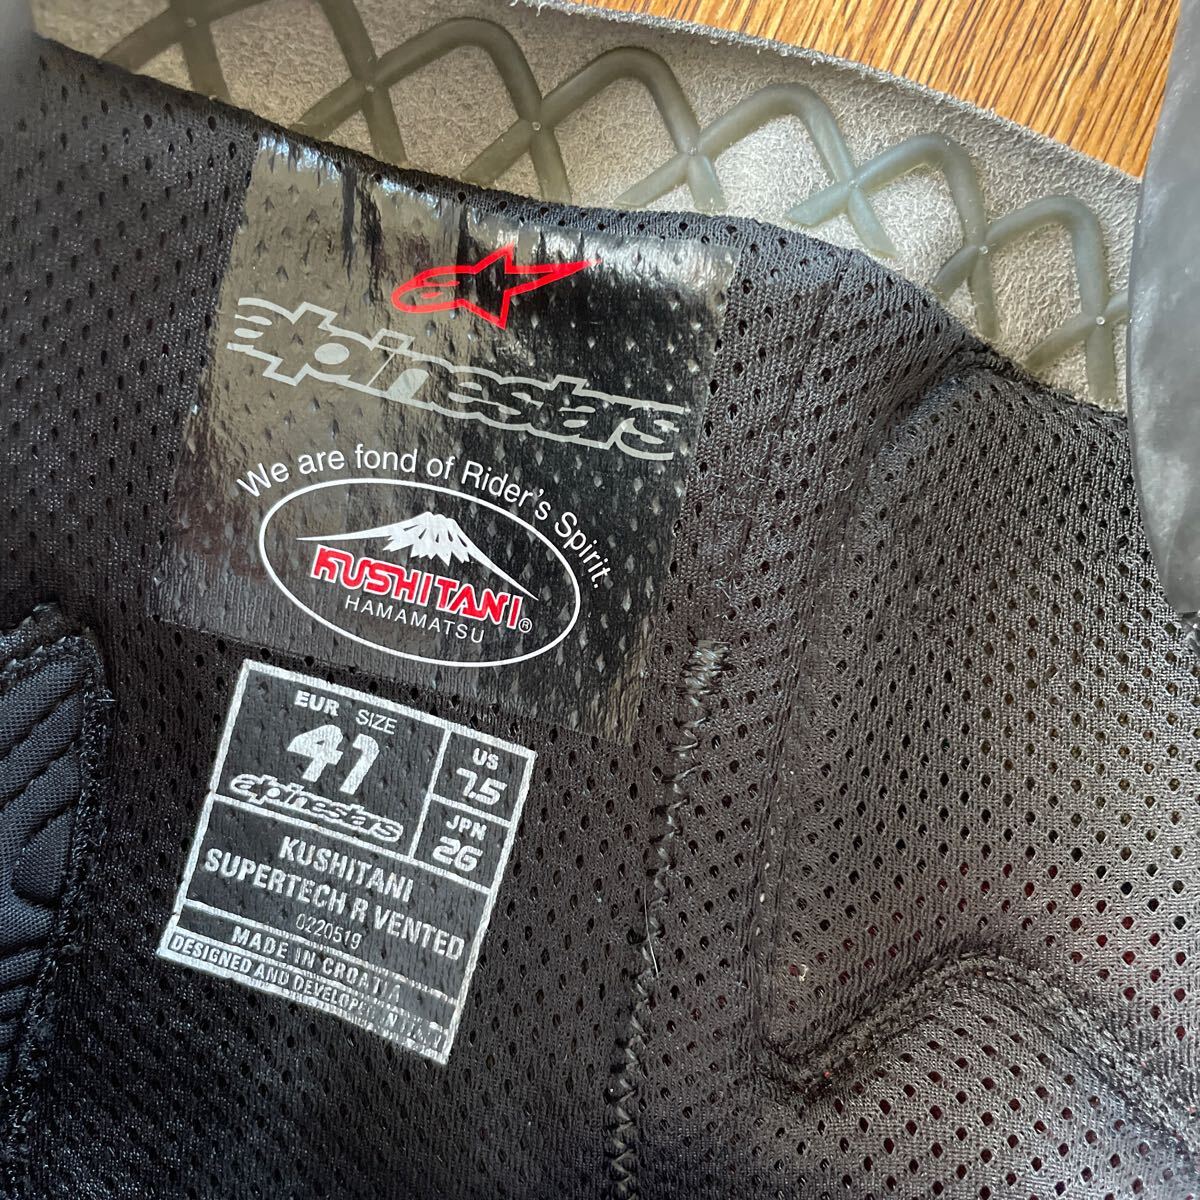 alpinestars
We are fond of Rider's Spirit.
KUSHITANI®
HAMAMATSU
EUR SIZE
41
alpinestars
US
7.5
JPN
26
KUSHITANI
SUPERTECH R VENTED
0220519
MADE IN CROATIA
DESIGNED AND DEVELOPED IN